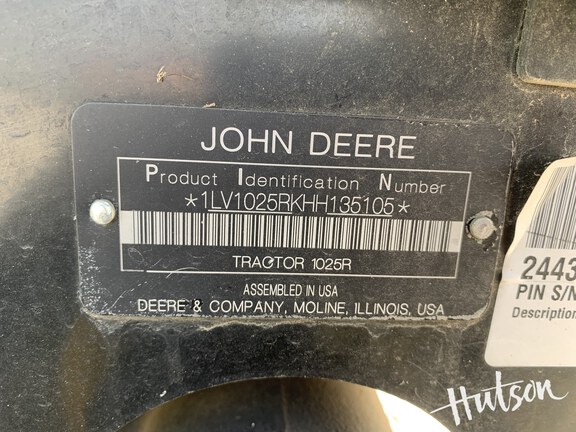 JOHN DEERE
Product Identification Number
*1LV1025RKHH135105*
TRACTOR 1025R
ASSEMBLED IN USA
DEERE & COMPANY, MOLINE, ILLINOIS, USA
2443
PIN S/N
Description
Hutson